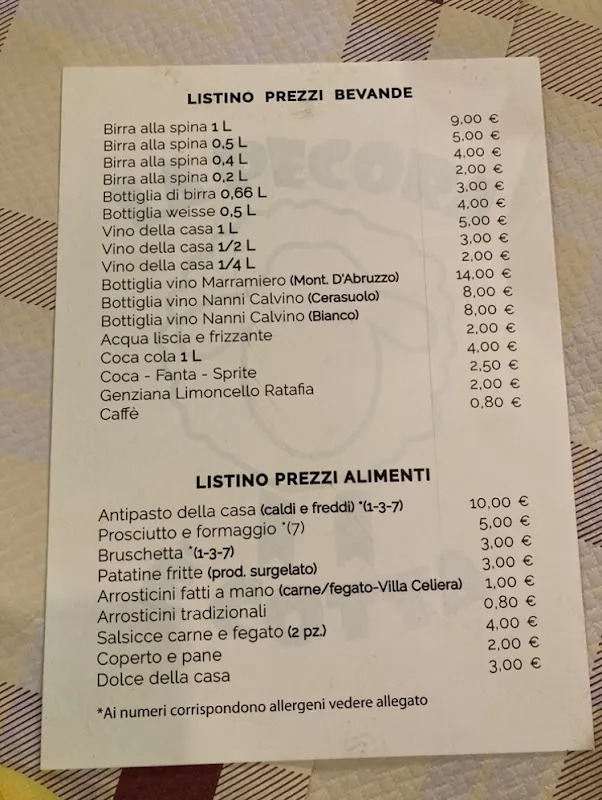 LISTINO PREZZI BEVANDE
Birra alla spina 1 L 9,00 €
Birra alla spina 0,5 L 5,00 €
Birra alla spina 0,4 L 4,00 €
Birra alla spina 0,2 L 2,00 €
Bottiglia di birra 0,66 L 3,00 €
Bottiglia weisse 0,5 L 4,00 €
Vino della casa 1 L 5,00 €
Vino della casa 1/2 L 3,00 €
Vino della casa 1/4 L 2,00 €
Bottiglia vino Marramiero (Mont. D'Abruzzo) 14,00 €
Bottiglia vino Nanni Calvino (Cerasuolo) 8,00 €
Bottiglia vino Nanni Calvino (Bianco) 8,00 €
Acqua liscia e frizzante 2,00 €
Coca cola 1 L 4,00 €
Coca - Fanta - Sprite 2,50 €
Genziana Limoncello Ratafia 2,00 €
Caffè 0,80 €
LISTINO PREZZI ALIMENTI
Antipasto della casa (caldi e freddi) *(1-3-7) 10,00 €
Prosciutto e formaggio *(7) 5,00 €
Bruschetta *(1-3-7) 3,00 €
Patatine fritte (prod. surgelato) 3,00 €
Arrosticini fatti a mano (carne/fegato-Villa Celiera) 1,00 €
Arrosticini tradizionali 0,80 €
Salsicce carne e fegato (2 pz.) 4,00 €
Coperto e pane 2,00 €
Dolce della casa 3,00 €
*Ai numeri corrispondono allergeni vedere allegato